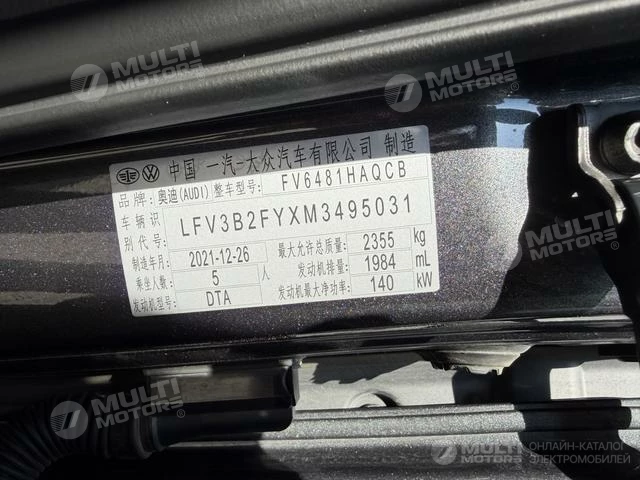 MULTI MOTORS
MULTI MOTORS
中国 一汽-大众汽车有限公司 制造
品牌: 奥迪(AUDI) 整车型号: FV6481HAQCB
车辆识别代号: LFV3B2FYXM3495031
制造年月: 2021-12-26 最大允许总质量: 2355 kg
乘坐人数: 5 人 发动机排量: 1984 mL
发动机型号: DTA 发动机最大净功率: 140 kW
MULTI MOTORS
MULTI MOTORS
ОНЛАЙН-КАТАЛОГ
ЭЛЕКТРОМОБИЛЕЙ